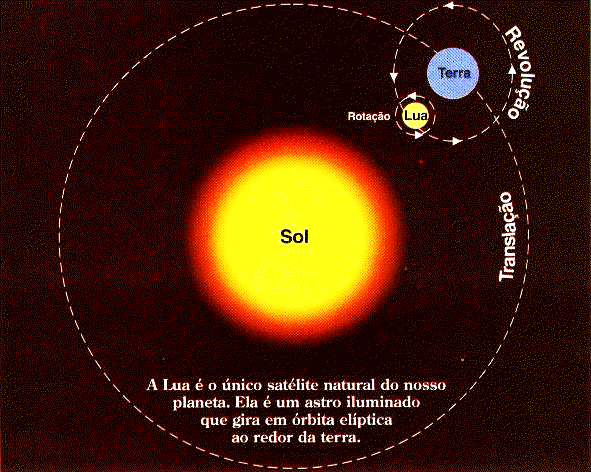 Revolução
Terra
Lua
Rotação
Translação
Sol
A Lua é o único satélite natural do nosso
planeta. Ela é um astro iluminado
que gira em órbita elíptica
ao redor da terra.